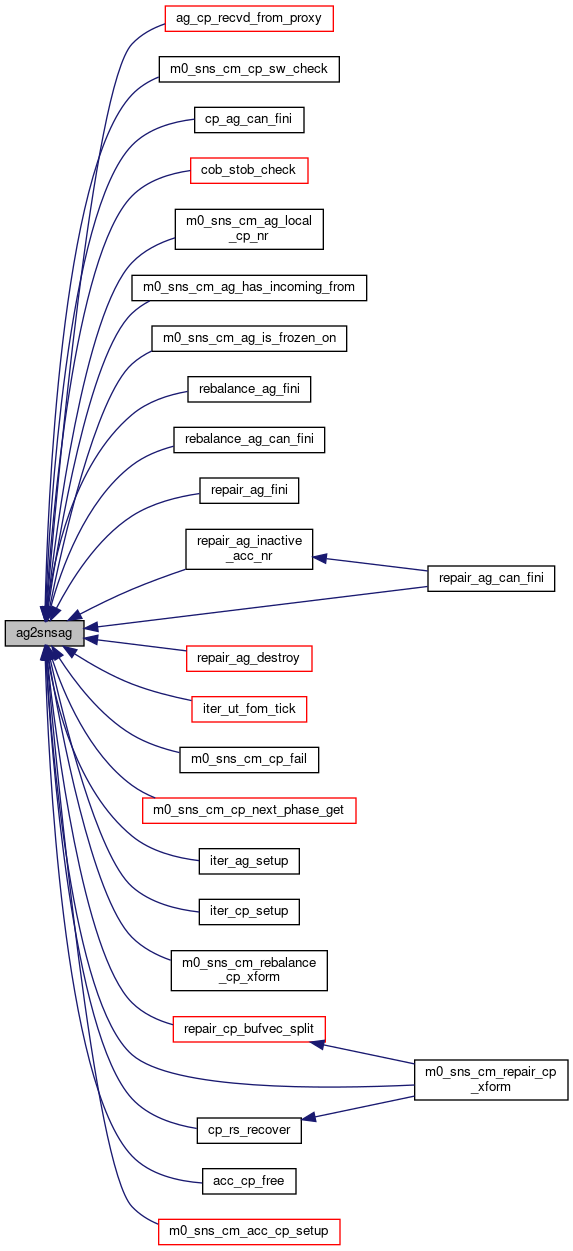 ag_cp_recvd_from_proxy
m0_sns_cm_cp_sw_check
cp_ag_can_fini
cob_stob_check
m0_sns_cm_ag_local
_cp_nr
m0_sns_cm_ag_has_incoming_from
m0_sns_cm_ag_is_frozen_on
rebalance_ag_fini
rebalance_ag_can_fini
repair_ag_fini
repair_ag_inactive
_acc_nr
repair_ag_can_fini
ag2snsag
repair_ag_destroy
iter_ut_fom_tick
m0_sns_cm_cp_fail
m0_sns_cm_cp_next_phase_get
iter_ag_setup
iter_cp_setup
m0_sns_cm_rebalance
_cp_xform
repair_cp_bufvec_split
m0_sns_cm_repair_cp
_xform
cp_rs_recover
acc_cp_free
m0_sns_cm_acc_cp_setup